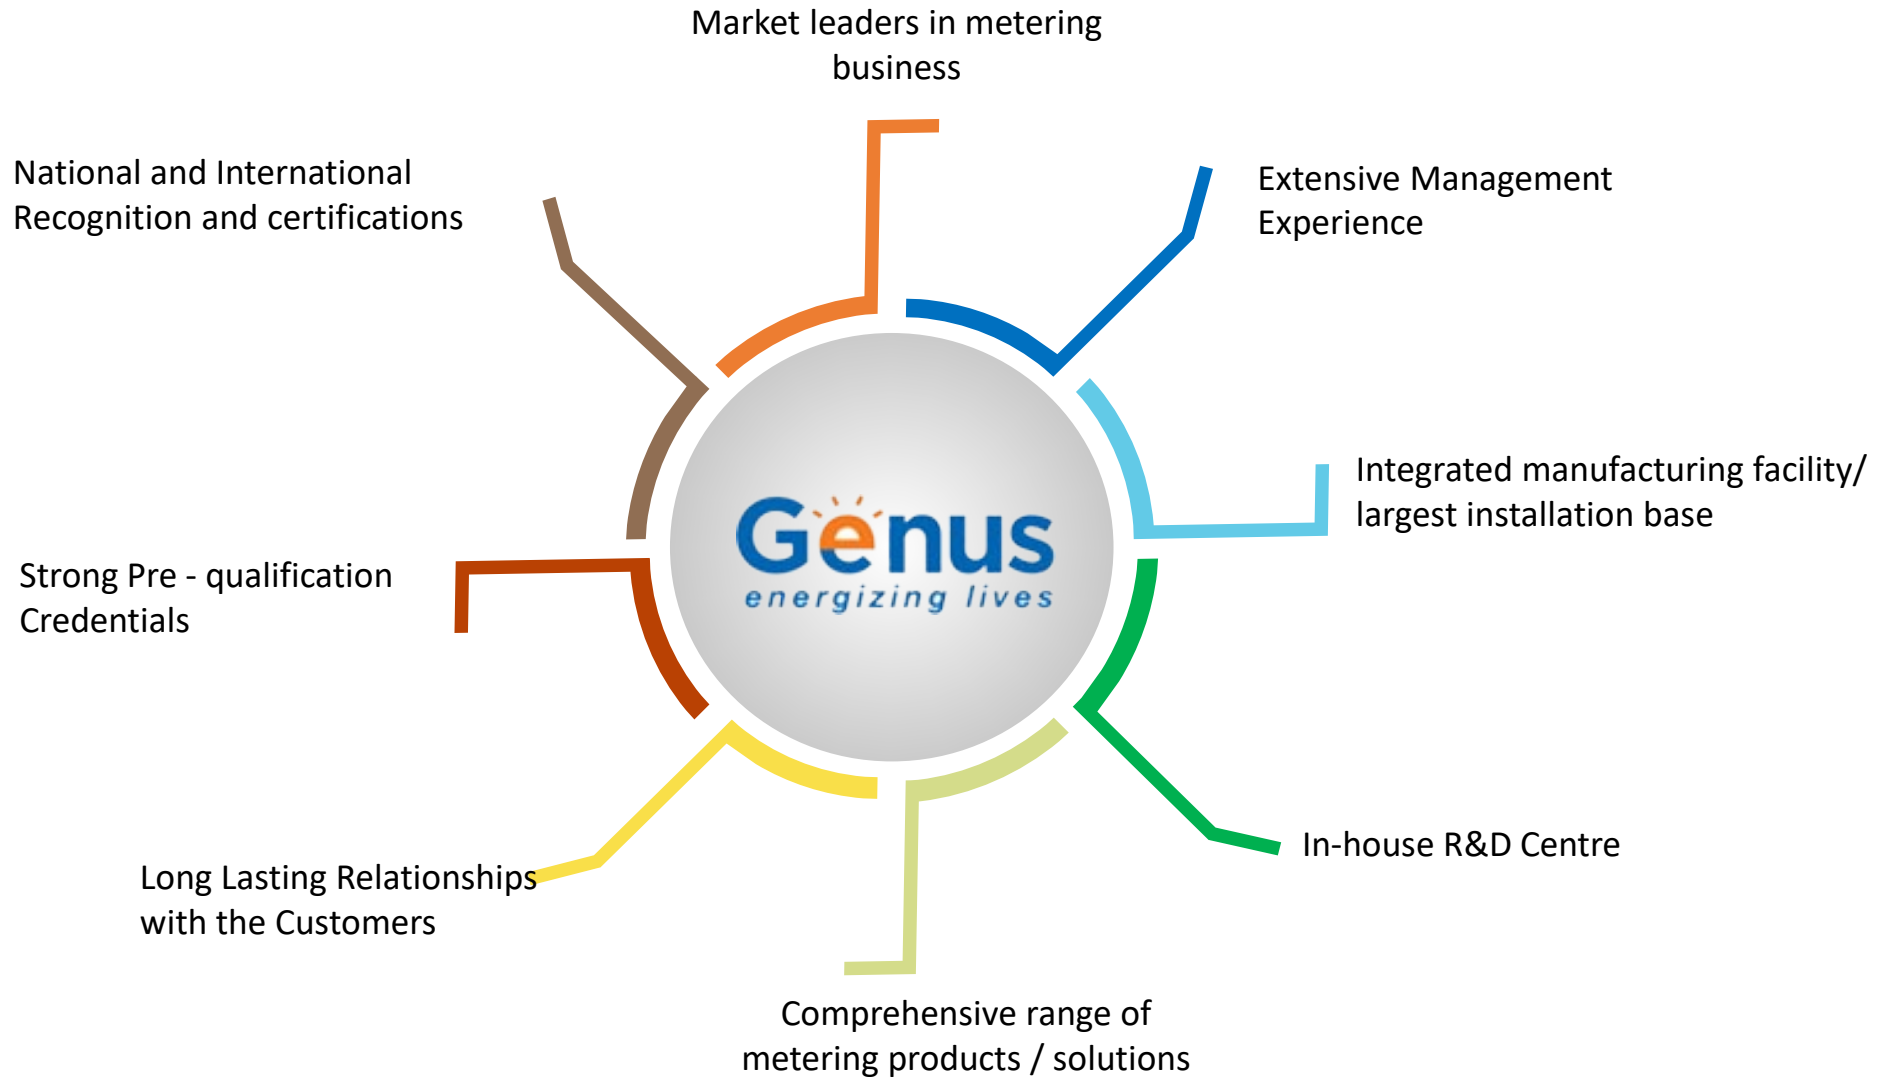 Market leaders in metering
business
National and International
Recognition and certifications
Extensive Management
Experience
Integrated manufacturing facility/
largest installation base
Genus
energizing lives
Strong Pre - qualification
Credentials
In-house R&D Centre
Long Lasting Relationships
with the Customers
Comprehensive range of
metering products / solutions